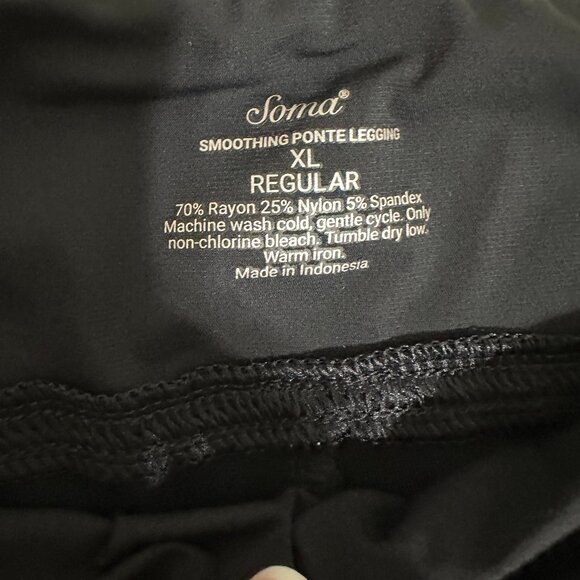 Soma®
SMOOTHING PONTE LEGGING
XL
REGULAR
70% Rayon 25% Nylon 5% Spandex
Machine wash cold, gentle cycle. Only
non-chlorine bleach. Tumble dry low.
Warm iron.
Made in Indonesia